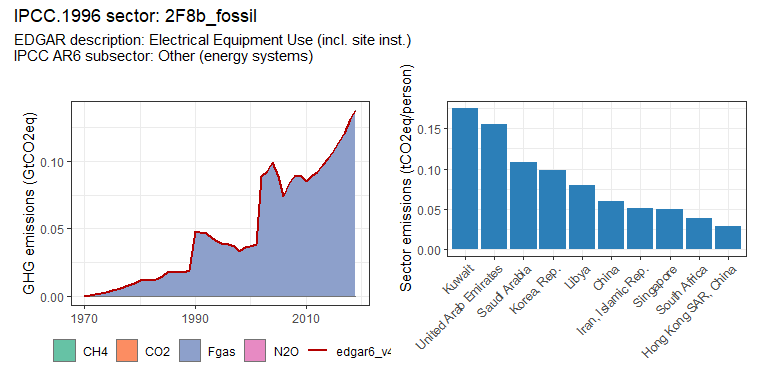 IPCC.1996 sector: 2F8b_fossil
EDGAR description: Electrical Equipment Use (incl. site inst.)
IPCC AR6 subsector: Other (energy systems)
GHG emissions (GtCO2eq)
0.10
0.05
0.00
1970
1990
2010
CH4
CO2
Fgas
N2O
edgar6_v4
Sector emissions (tCO2eq/person)
0.15
0.10
0.05
0.00
Kuwait
United Arab Emirates
Saudi Arabia
Korea, Rep.
Libya
China
Iran, Islamic Rep.
Singapore
South Africa
Hong Kong SAR, China